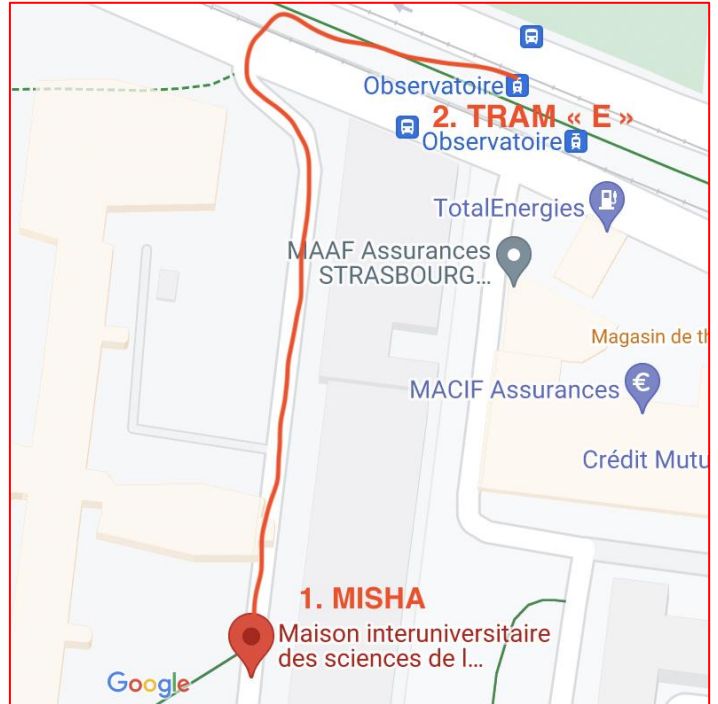 Observatoire
2. TRAM « E »
Observatoire
TotalEnergies
MAAF Assurances
STRASBOURG...
Magasin de th
MACIF Assurances
€
Crédit Mutu
1. MISHA
Maison interuniversitaire
des sciences de l...
Google